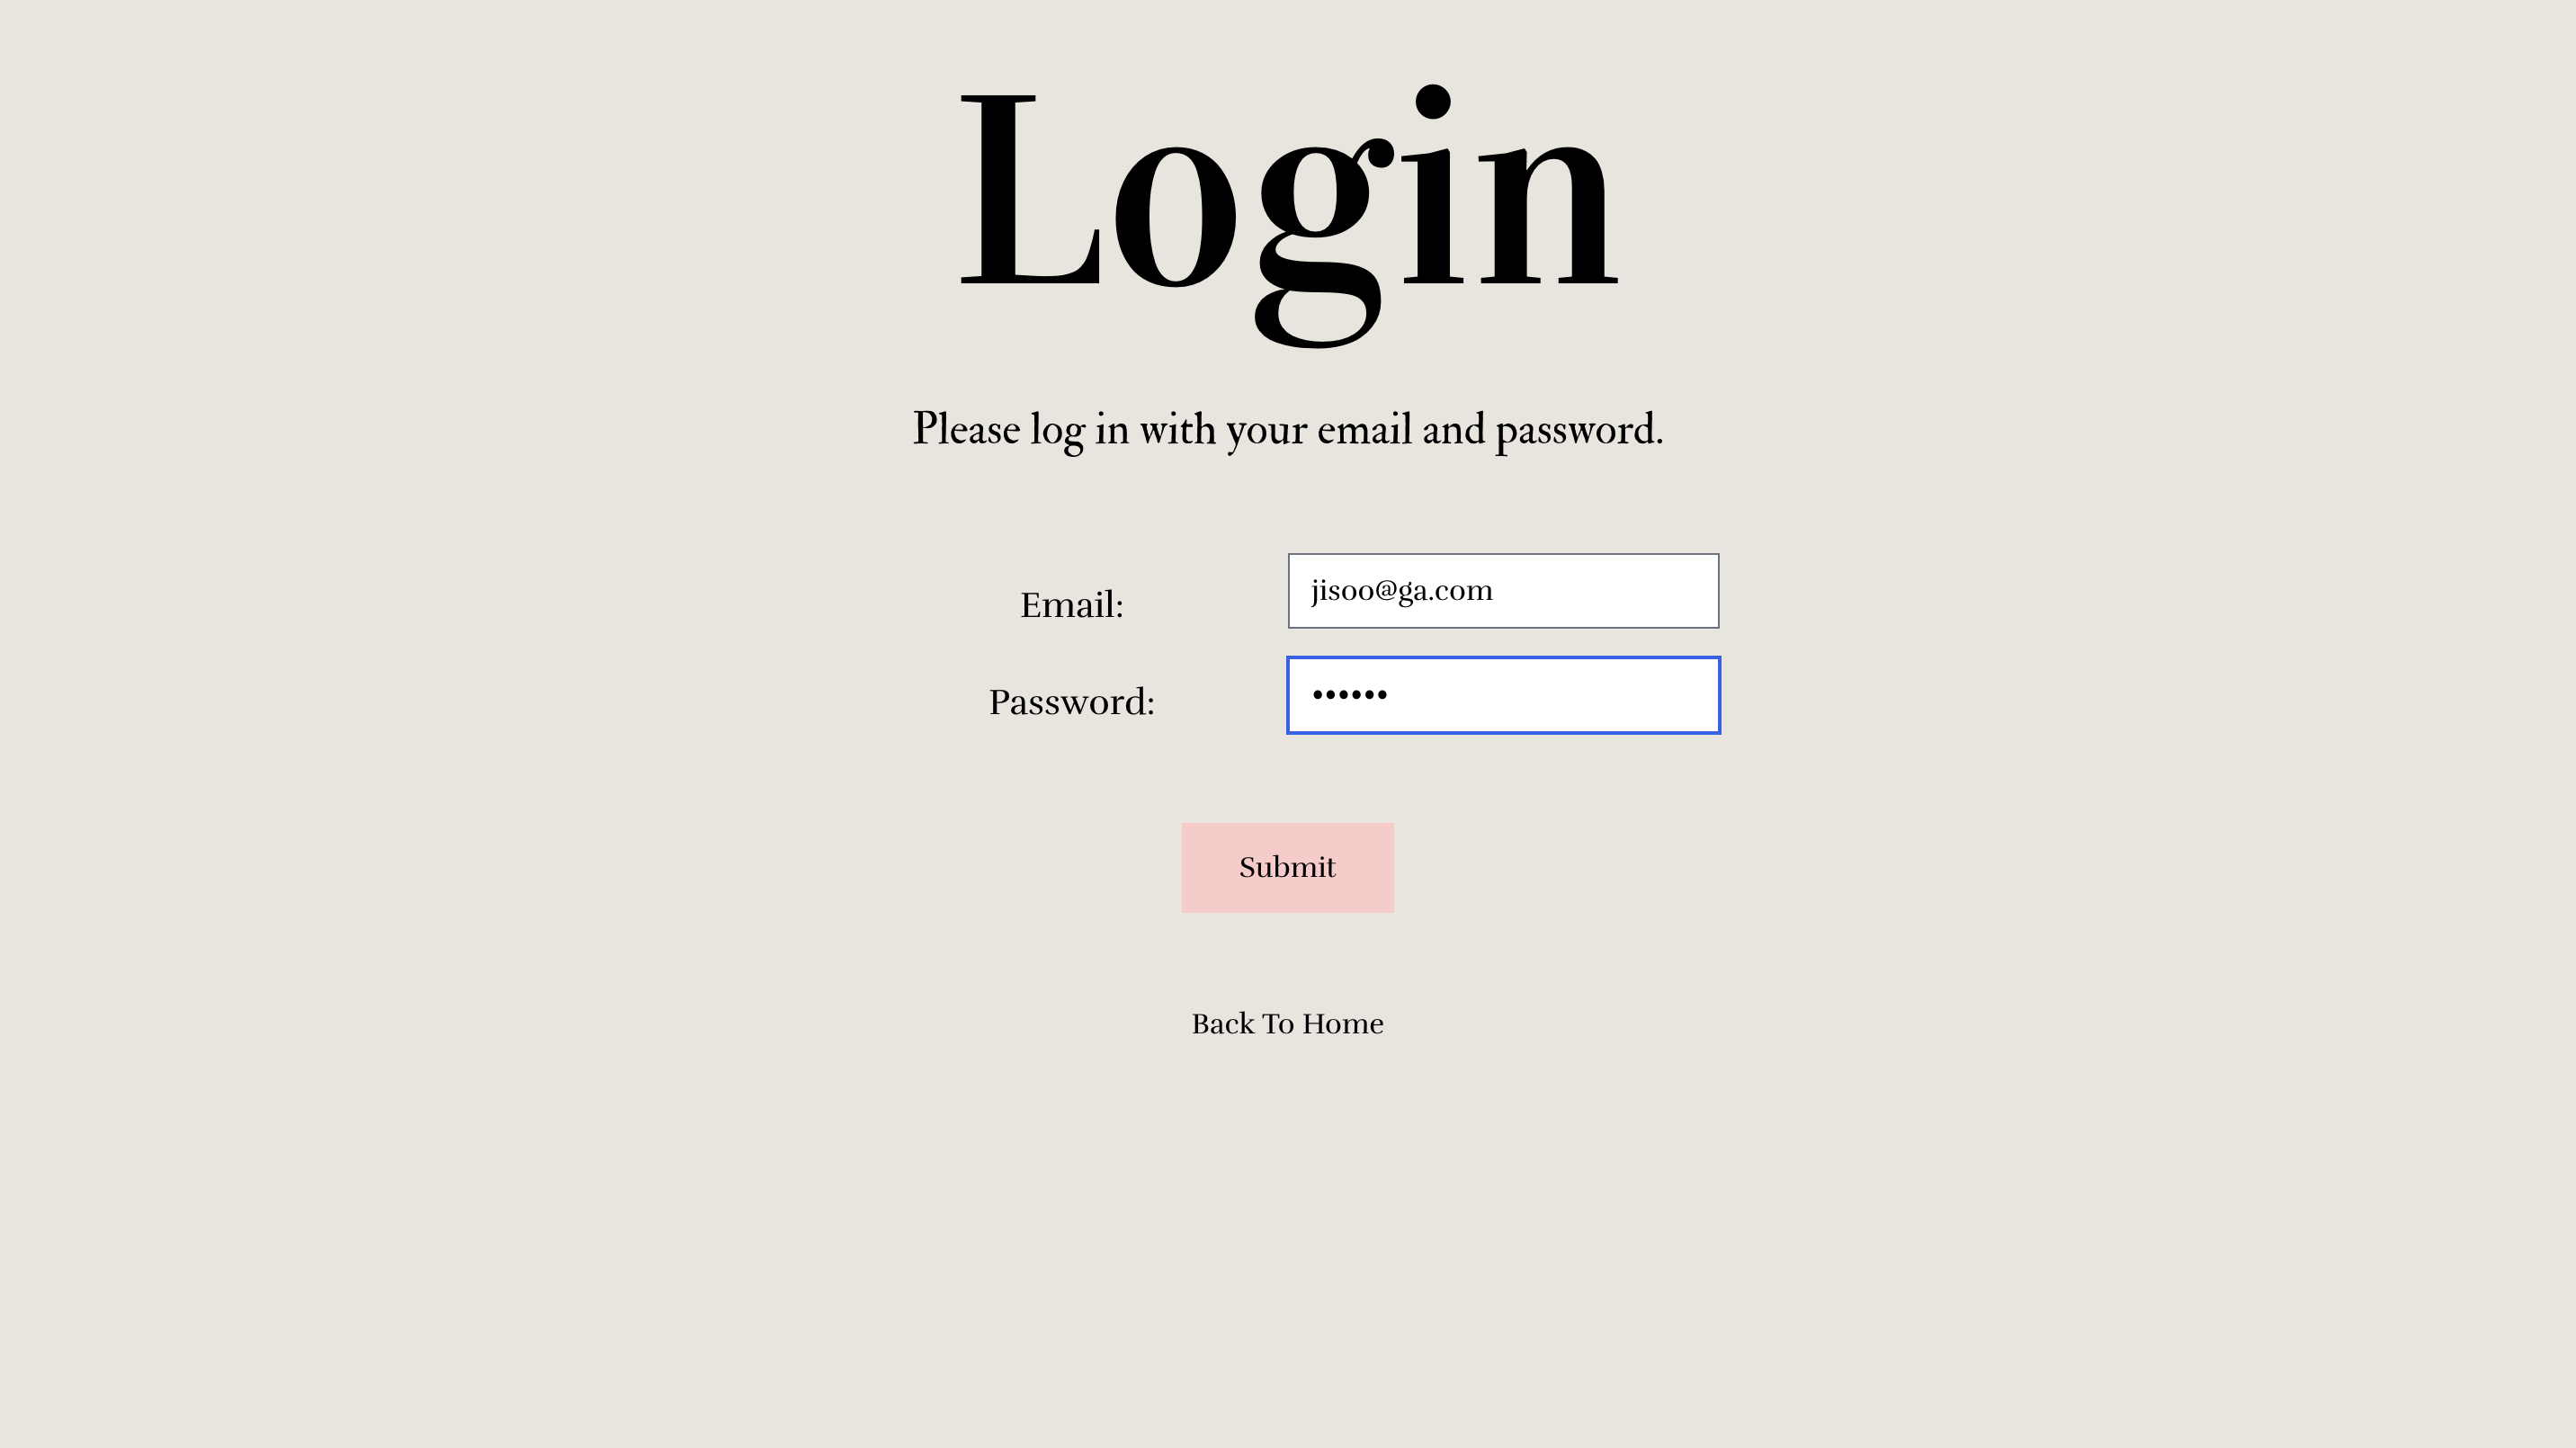 Login
Please log in with your email and password.
Email:
jisoo@ga.com
Password:
••••••
Submit
Back To Home